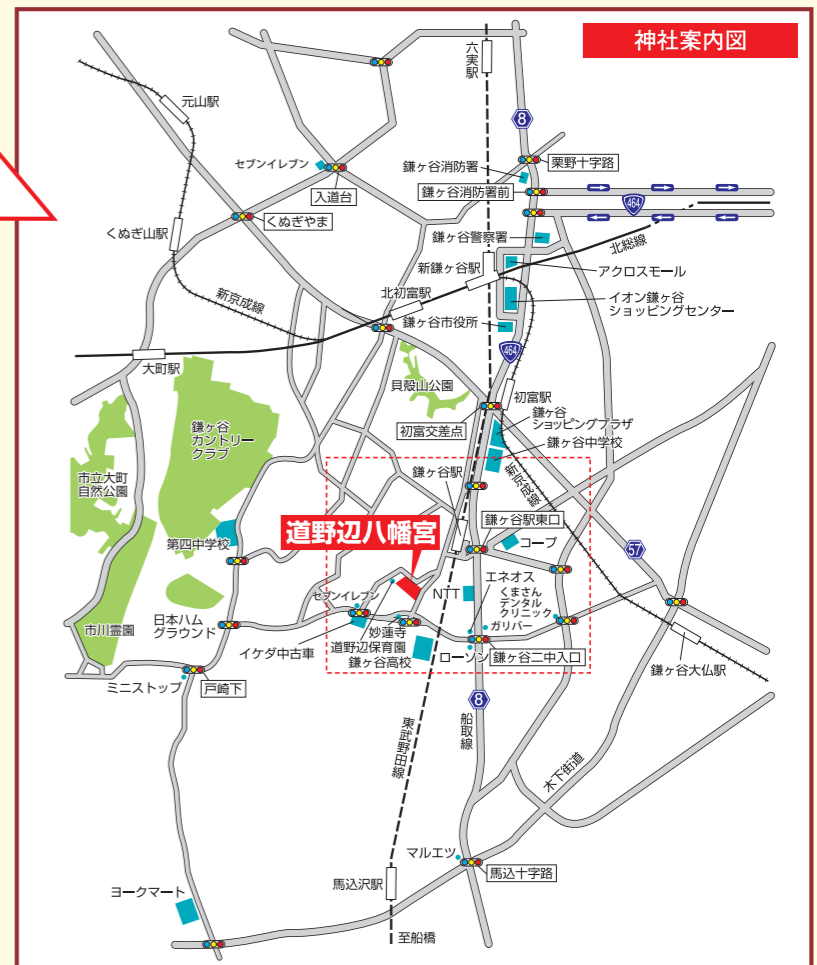 神社案内図
六実駅
元山駅
8
セブンイレブン
鎌ヶ谷消防署
栗野十字路
入道台
鎌ヶ谷消防署前
464
くぬぎやま
くぬぎ山駅
鎌ヶ谷警察署
北総線
新鎌ヶ谷駅
アクロスモール
新京成線
北初富駅
イオン鎌ヶ谷
ショッピングセンター
鎌ヶ谷市役所
464
大町駅
貝殻山公園
初富駅
鎌ヶ谷
カントリー
クラブ
初富交差点
鎌ヶ谷
ショッピングプラザ
鎌ヶ谷中学校
市立大町
自然公園
鎌ヶ谷駅
新京成線
第四中学校
道野辺八幡宮
鎌ヶ谷駅東口
コープ
57
セブンイレブン
NTT
エネオス
くまさん
デンタル
クリニック
市川霊園
日本ハム
グラウンド
ガリバー
イケダ中古車
妙蓮寺
道野辺保育園
鎌ヶ谷高校
ローソン
鎌ヶ谷二中入口
鎌ヶ谷大仏駅
ミニストップ
戸崎下
8
東武野田線
船取線
木下街道
マルエツ
馬込十字路
馬込沢駅
ヨークマート
至船橋